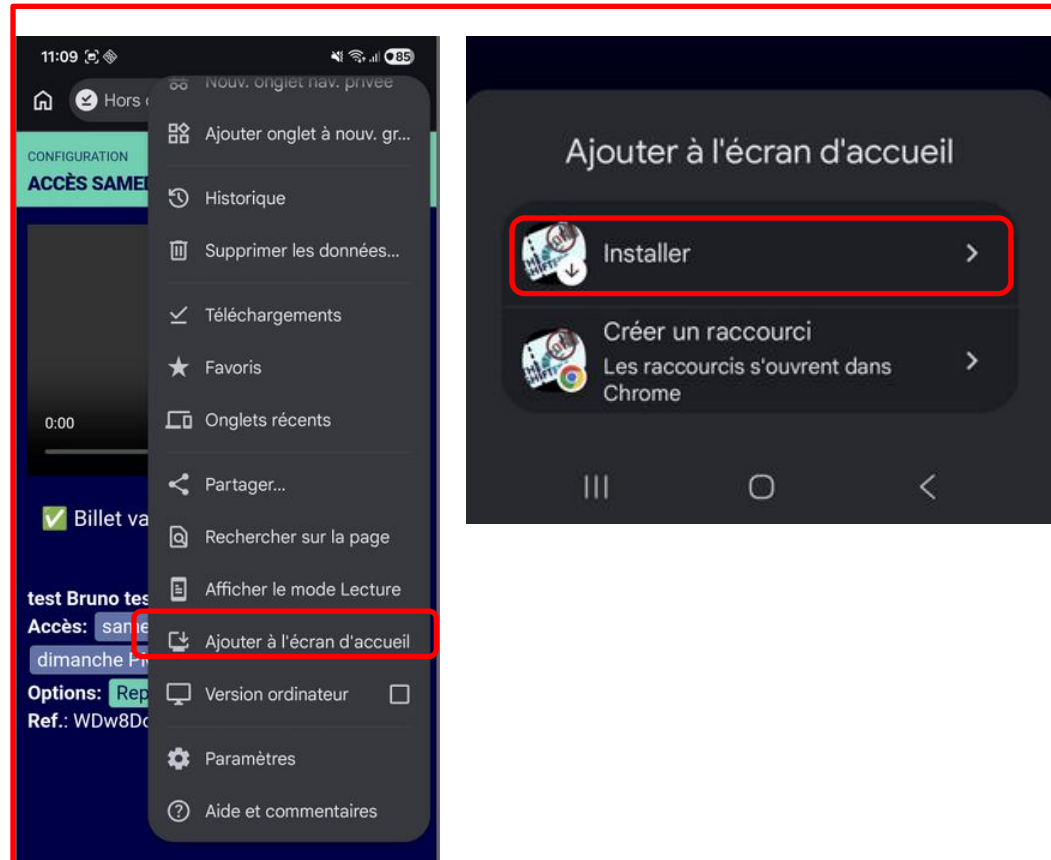 11:09
85
Hors
Nouv. onglet nav. privée
Ajouter onglet à nouv. gr...
CONFIGURATION
ACCÈS SAMED
Historique
Supprimer les données...
Téléchargements
Favoris
0:00
Onglets récents
Partager...
✅ Billet va
Rechercher sur la page
Afficher le mode Lecture
test Bruno tes
Accès: same
Ajouter à l'écran d'accueil
dimanche PM
Options: Rep
Version ordinateur
Ref.: WDw8Dc
Paramètres
Aide et commentaires
Ajouter à l'écran d'accueil
Installer
Créer un raccourci
Les raccourcis s'ouvrent dans
Chrome